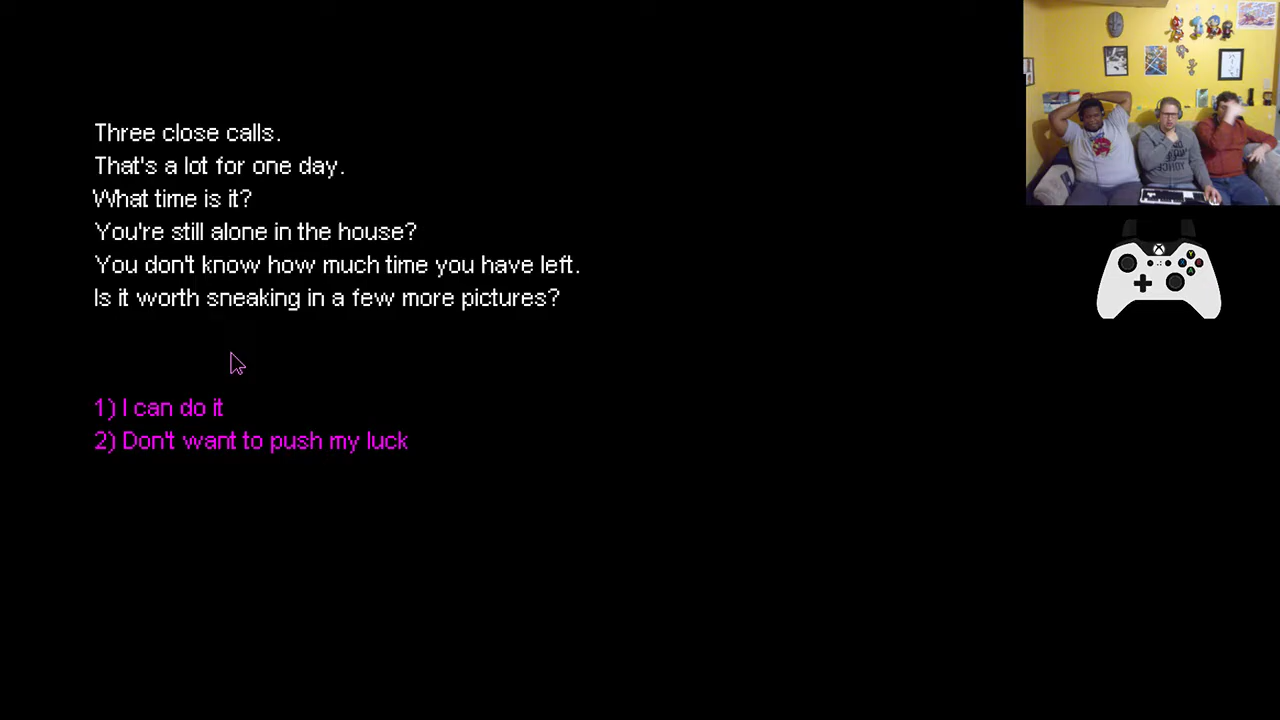 Three close calls.
That's a lot for one day.
What time is it?
You're still alone in the house?
You don't know how much time you have left.
Is it worth sneaking in a few more pictures?
1) I can do it
2) Don't want to push my luck